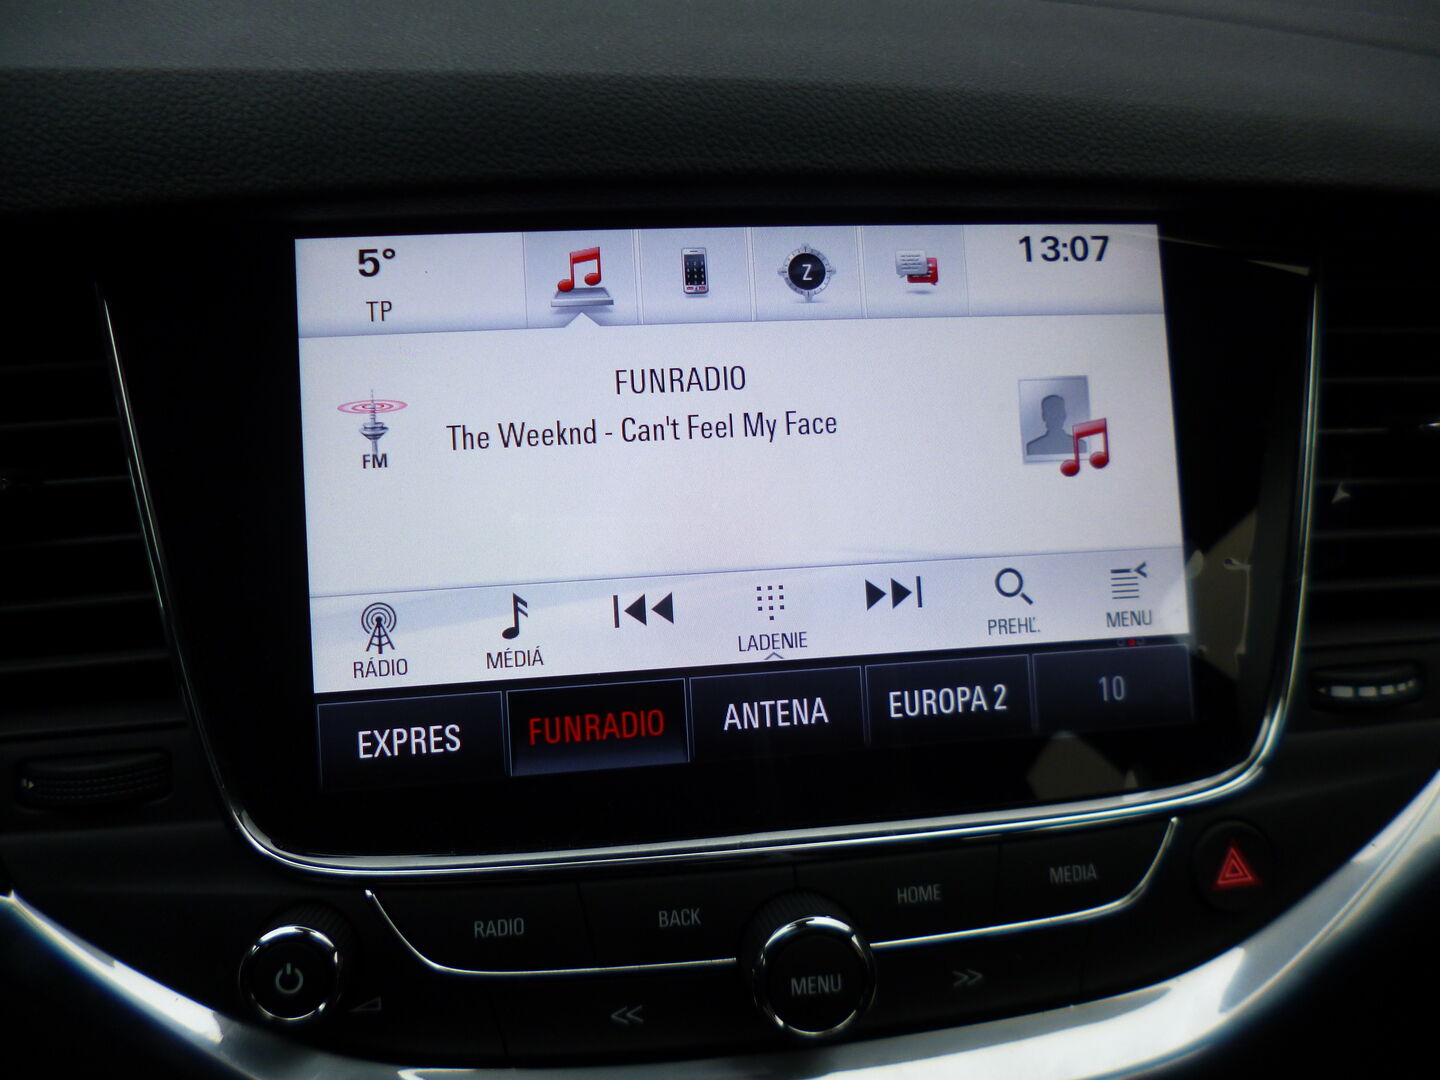 5°
TP
Z
13:07
FUNRADIO
The Weeknd - Can't Feel My Face
FM
RÁDIO
MÉDIÁ
LADENIE
PREHĽ.
MENU
EXPRES
FUNRADIO
ANTENA
EUROPA 2
10
RADIO
BACK
HOME
MEDIA
MENU